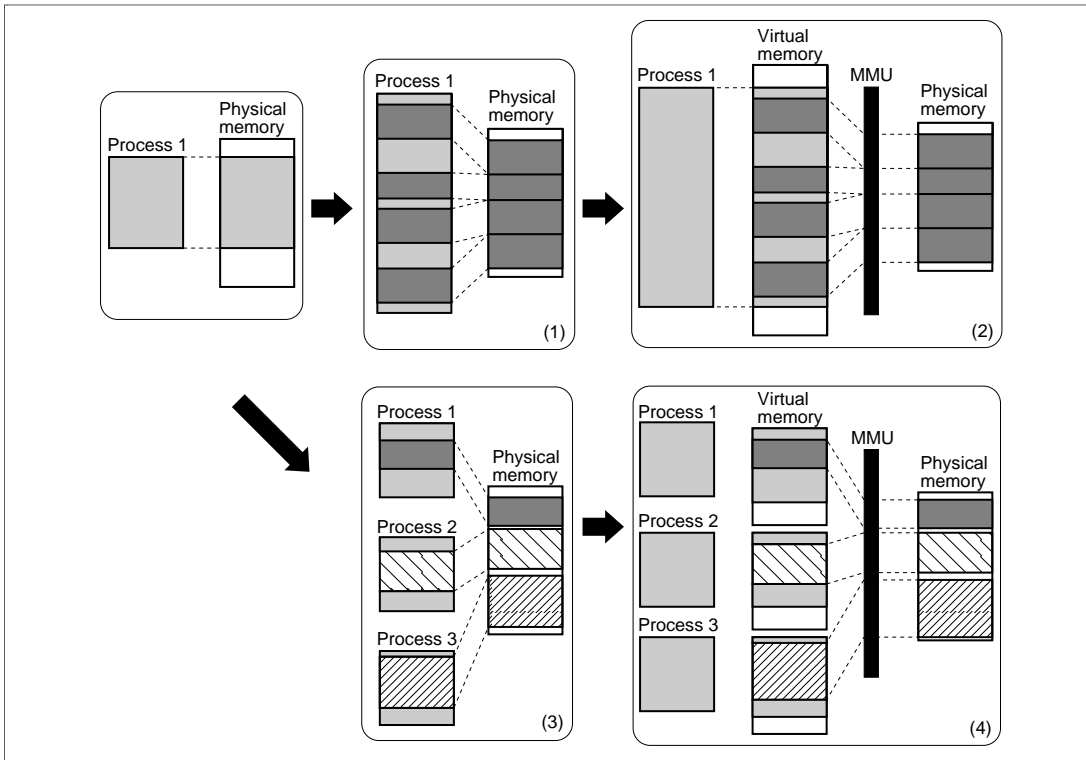 Process 1
Physical
memory
Process 1
Physical
memory
(1)
Process 1
Virtual
memory
MMU
Physical
memory
(2)
Process 1
Physical
memory
Process 2
Process 3
(3)
Process 1
Virtual
memory
MMU
Physical
memory
Process 2
Process 3
(4)